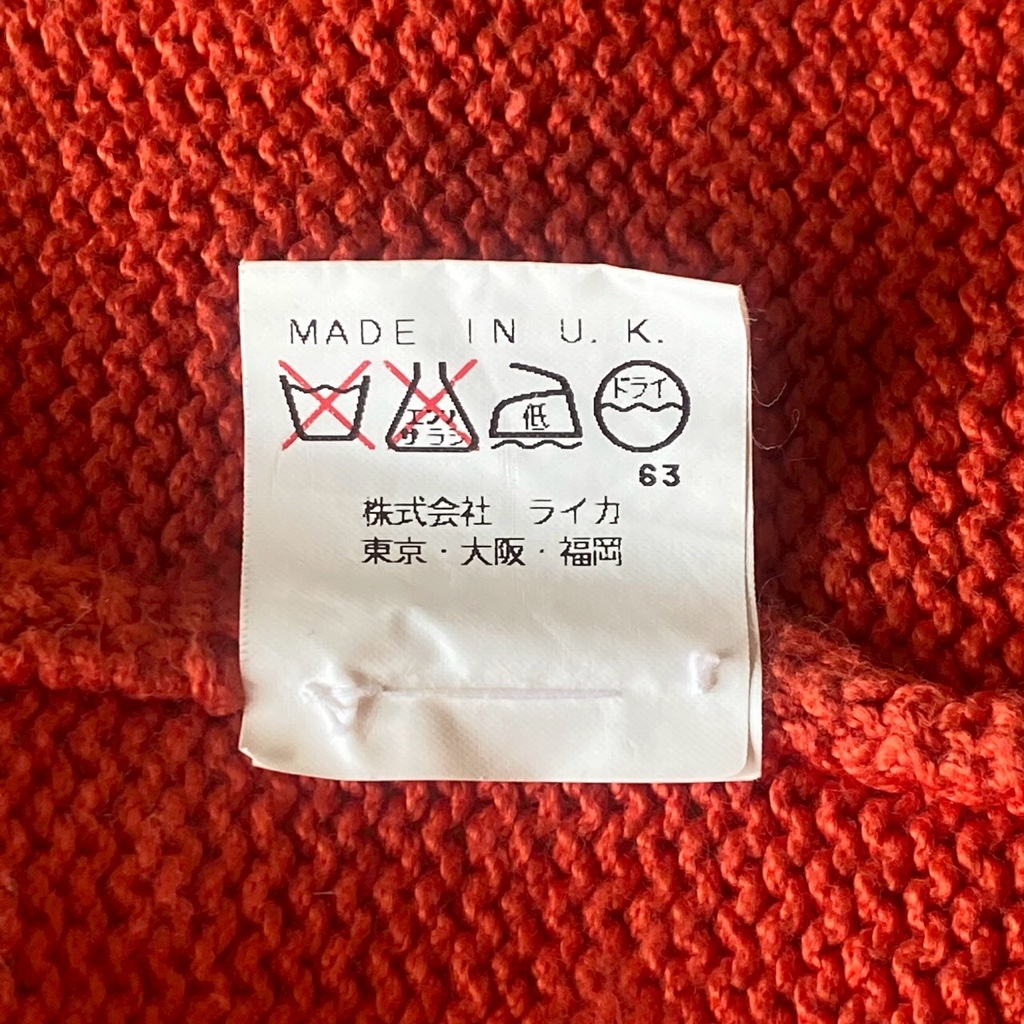 MADE IN U. K.
エンソ
サラシ
低
ドライ
63
株式会社 ライカ
東京・大阪・福岡